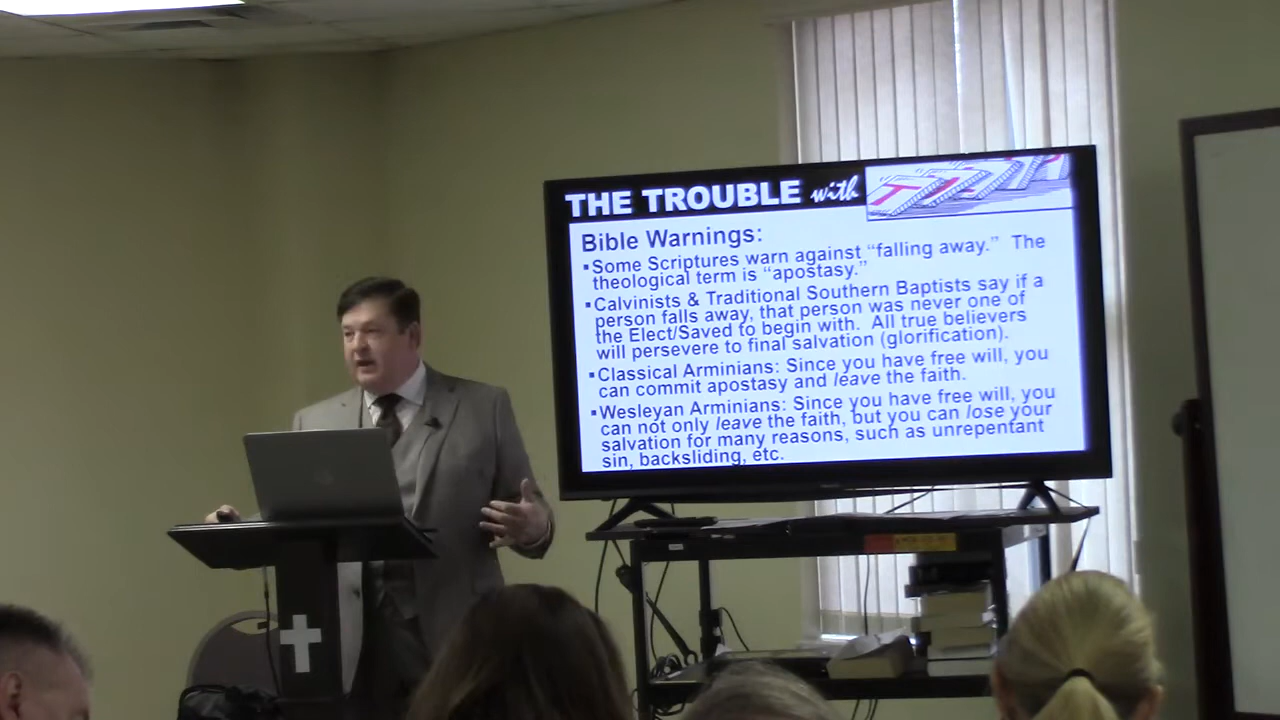 THE TROUBLE with
Bible Warnings:
▪Some Scriptures warn against “falling away.” The
theological term is “apostasy.”
▪Calvinists & Traditional Southern Baptists say if a
person falls away, that person was never one of
the Elect/Saved to begin with. All true believers
will persevere to final salvation (glorification).
▪Classical Arminians: Since you have free will, you
can commit apostasy and leave the faith.
▪Wesleyan Arminians: Since you have free will, you
can not only leave the faith, but you can lose your
salvation for many reasons, such as unrepentant
sin, backsliding, etc.